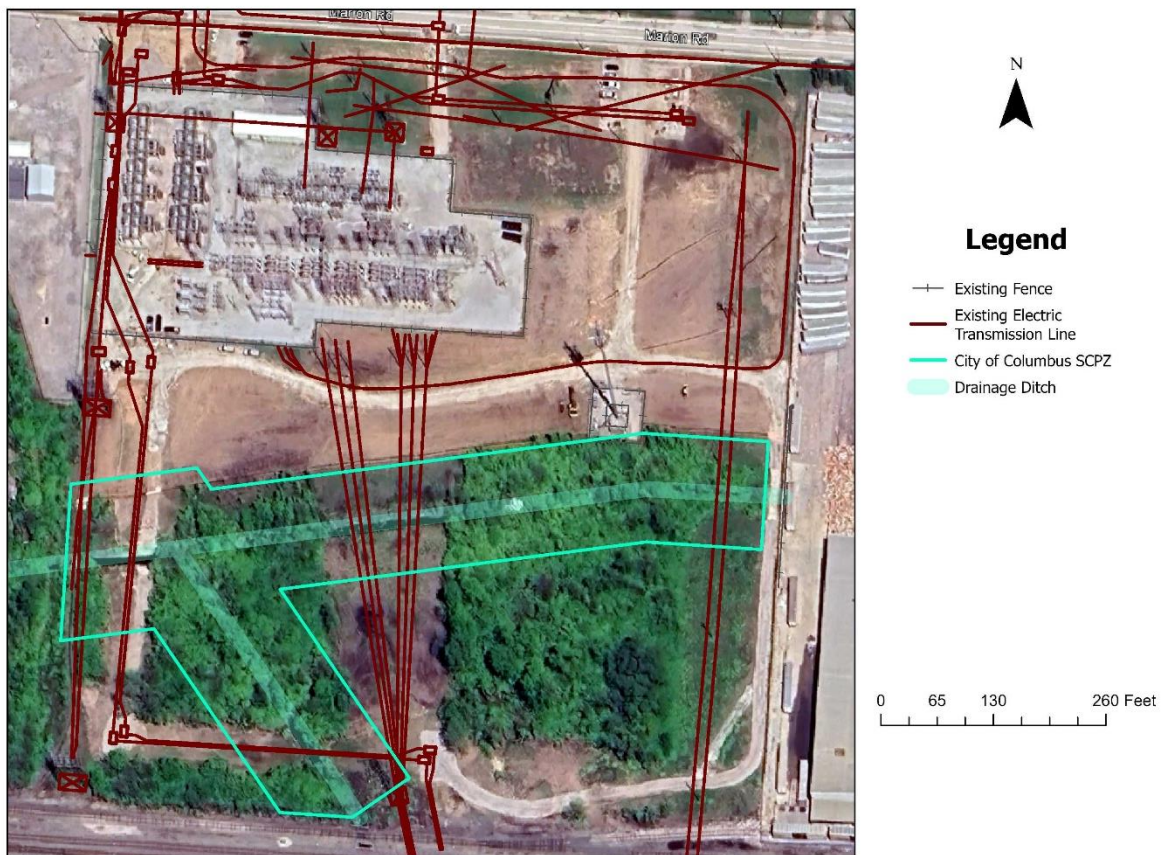 Marion Rd
Marion Rd
N
Legend
Existing Fence
Existing Electric
Transmission Line
City of Columbus SCPZ
Drainage Ditch
0 65 130 260 Feet